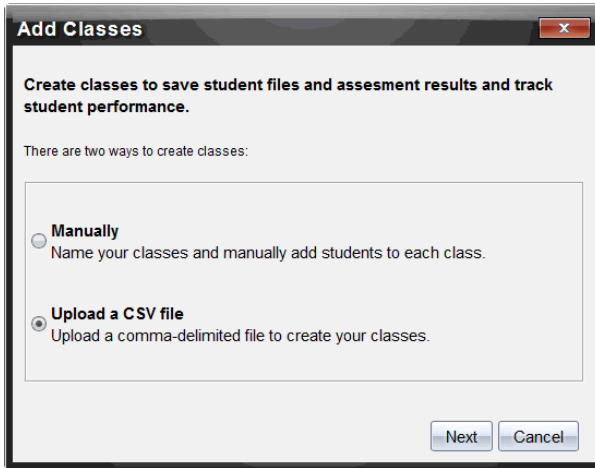 Add Classes
x
Create classes to save student files and assesment results and track
student performance.
There are two ways to create classes:
Manually
Name your classes and manually add students to each class.
Upload a CSV file
Upload a comma-delimited file to create your classes.
Next Cancel